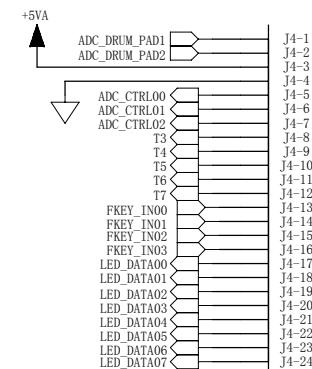 +5VA
ADC_DRUM_PAD1 J4-1
ADC_DRUM_PAD2 J4-2
J4-3
J4-4
ADC_CTRL00 J4-5
ADC_CTRL01 J4-6
ADC_CTRL02 J4-7
T3 J4-8
T4 J4-9
T5 J4-10
T6 J4-11
T7 J4-12
FKEY_IN00 J4-13
FKEY_IN01 J4-14
FKEY_IN02 J4-15
FKEY_IN03 J4-16
LED_DATA00 J4-17
LED_DATA01 J4-18
LED_DATA02 J4-19
LED_DATA03 J4-20
LED_DATA04 J4-21
LED_DATA05 J4-22
LED_DATA06 J4-23
LED_DATA07 J4-24